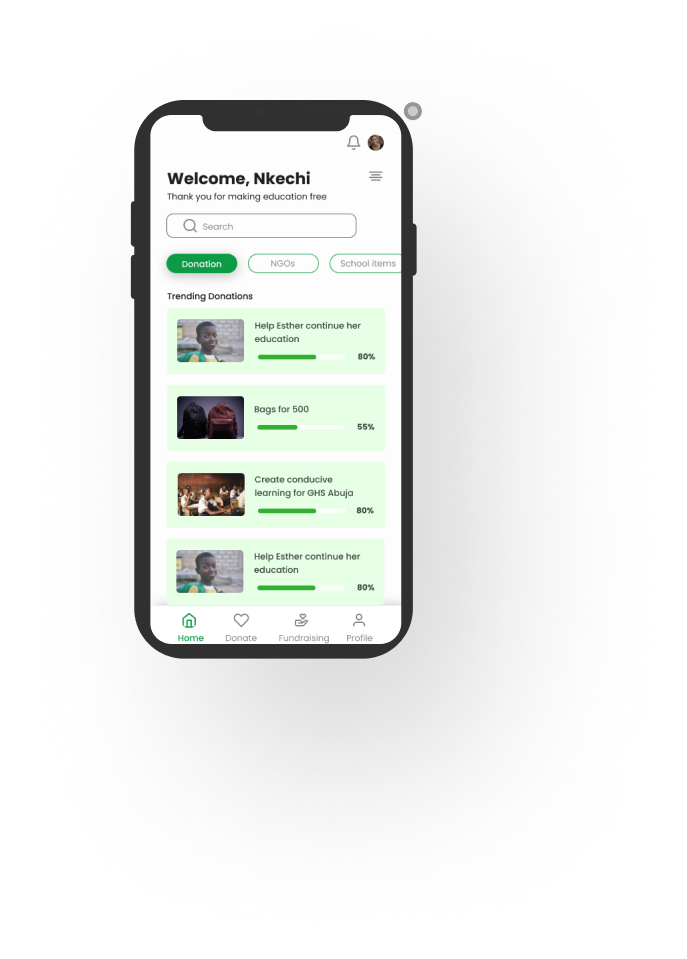 Welcome, Nkechi
Thank you for making education free
Search
Donation
NGOs
School items
Trending Donations
Help Esther continue her
education
80%
Bags for 500
55%
Create conducive
learning for GHS Abuja
80%
Help Esther continue her
education
80%
Home
Donate
Fundraising
Profile